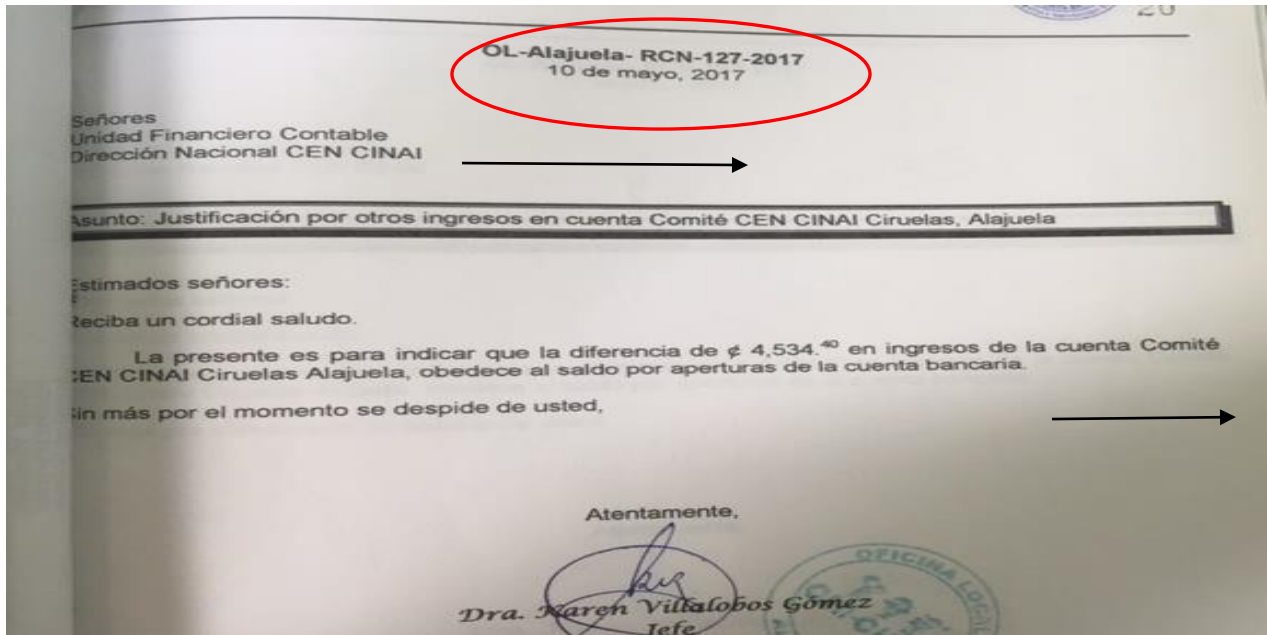 20
OL-Alajuela- RCN-127-2017
10 de mayo, 2017
Señores
Unidad Financiero Contable
Dirección Nacional CEN CINAI
Asunto: Justificación por otros ingresos en cuenta Comité CEN CINAI Ciruelas, Alajuela
Estimados señores:
Reciba un cordial saludo.
La presente es para indicar que la diferencia de ¢ 4,534.⁴⁰ en ingresos de la cuenta Comité
CEN CINAI Ciruelas Alajuela, obedece al saldo por aperturas de la cuenta bancaria.
Sin más por el momento se despide de usted,
Atentamente,
Dra. Karen Villalobos Gómez
Jefe
OFICINA LOCAL